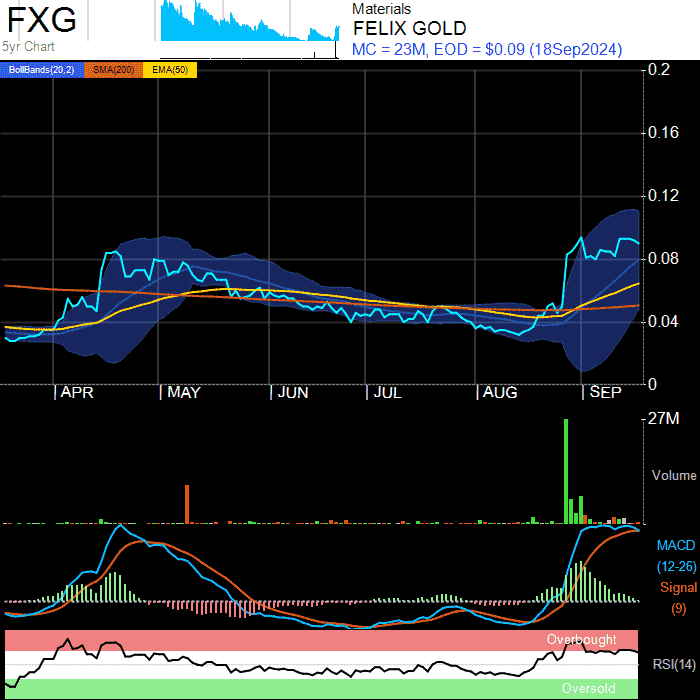 FXG
5yr Chart
Materials
FELIX GOLD
MC = 23M, EOD = $0.09 (18Sep2024)
BollBands(20,2) SMA(200) EMA(50)
0.2
0.16
0.12
0.08
0.04
0
APR MAY JUN JUL AUG SEP
27M
Volume
MACD
(12-26)
Signal
(9)
Overbought
RSI(14)
Oversold